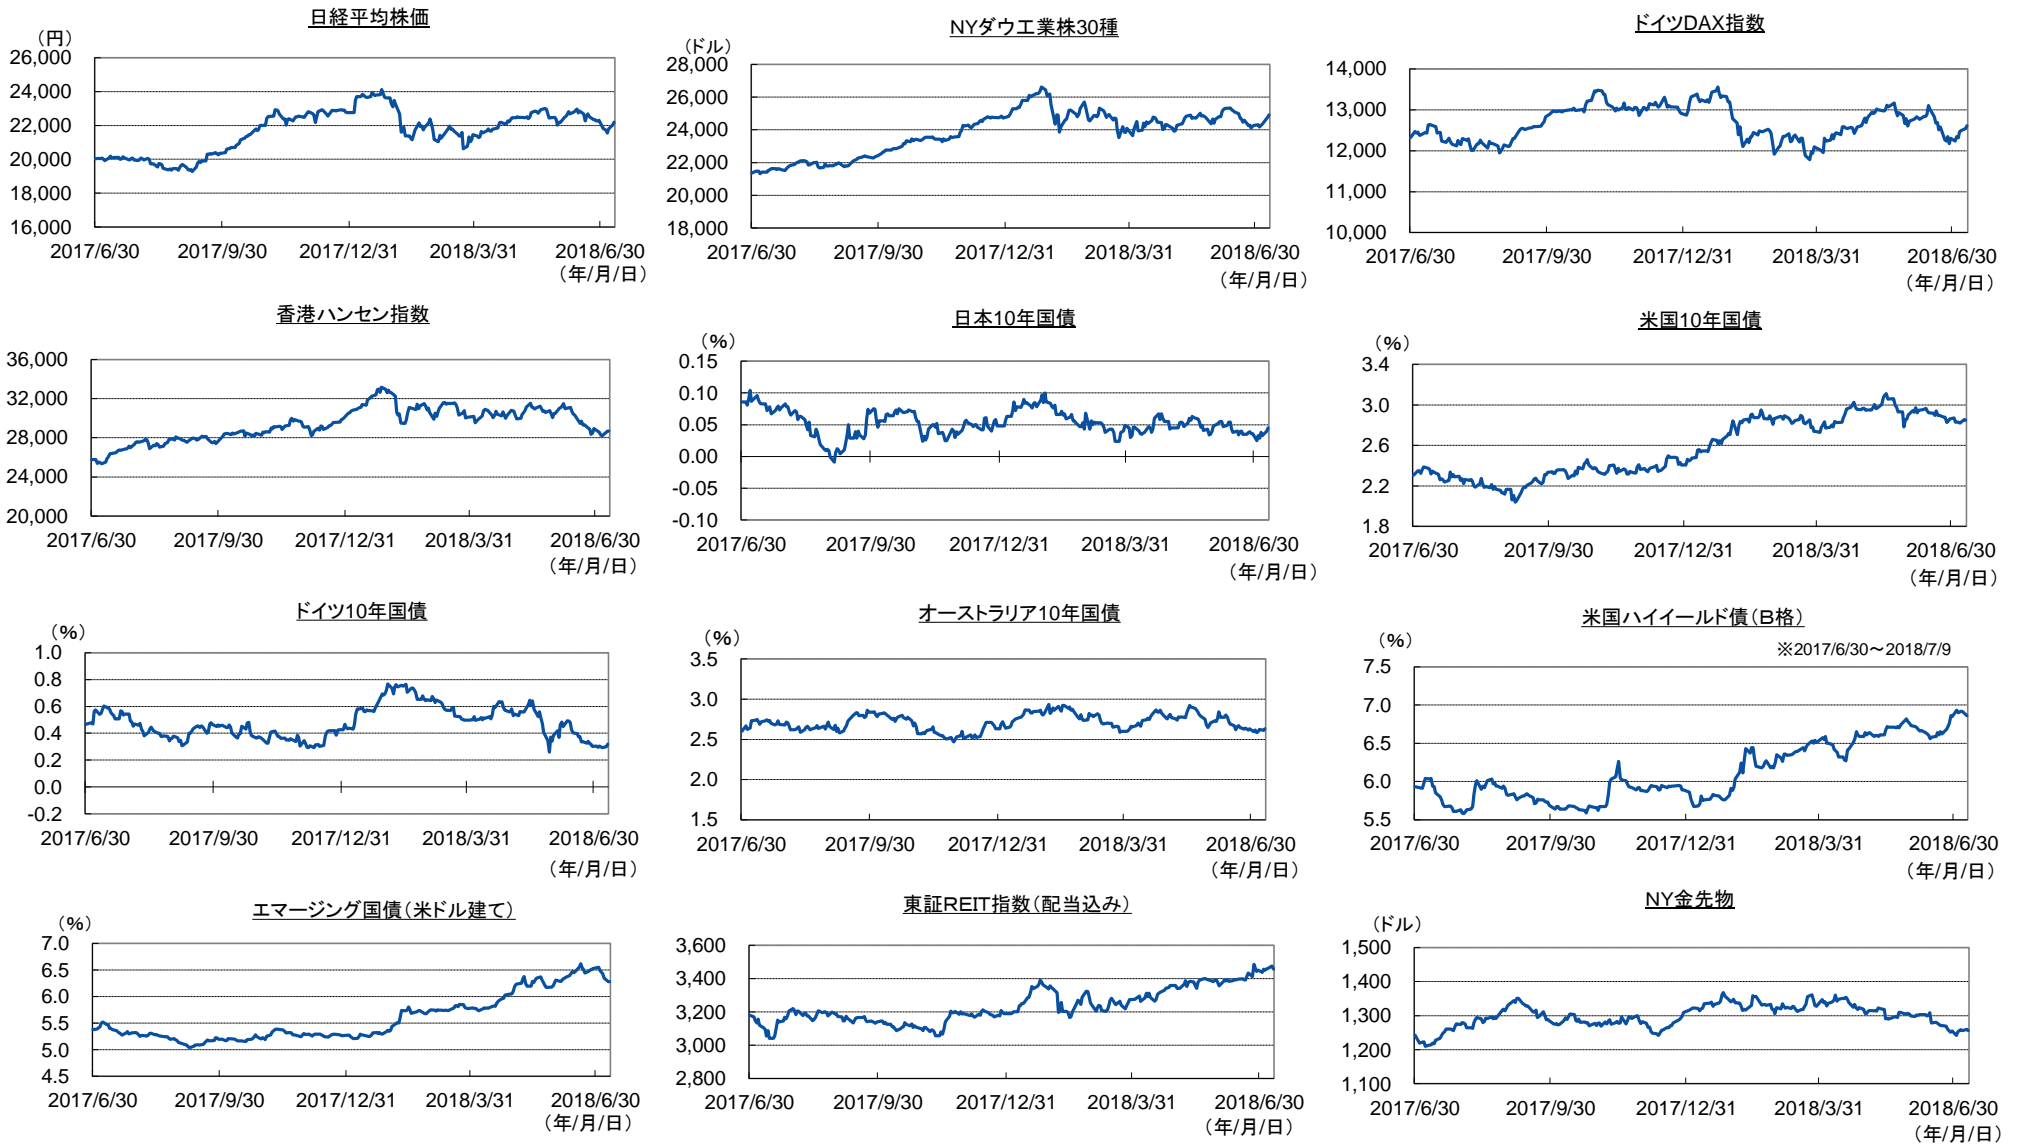 日経平均株価
（円）
26,000
24,000
22,000
20,000
18,000
16,000
2017/6/30 2017/9/30 2017/12/31 2018/3/31 2018/6/30
（年/月/日）
NYダウ工業株30種
（ドル）
28,000
26,000
24,000
22,000
20,000
18,000
2017/6/30 2017/9/30 2017/12/31 2018/3/31 2018/6/30
（年/月/日）
ドイツDAX指数
14,000
13,000
12,000
11,000
10,000
2017/6/30 2017/9/30 2017/12/31 2018/3/31 2018/6/30
（年/月/日）
香港ハンセン指数
36,000
32,000
28,000
24,000
20,000
2017/6/30 2017/9/30 2017/12/31 2018/3/31 2018/6/30
（年/月/日）
日本10年国債
（％）
0.15
0.10
0.05
0.00
-0.05
-0.10
2017/6/30 2017/9/30 2017/12/31 2018/3/31 2018/6/30
（年/月/日）
米国10年国債
（％）
3.4
3.0
2.6
2.2
1.8
2017/6/30 2017/9/30 2017/12/31 2018/3/31 2018/6/30
（年/月/日）
ドイツ10年国債
（％）
1.0
0.8
0.6
0.4
0.2
0.0
-0.2
2017/6/30 2017/9/30 2017/12/31 2018/3/31 2018/6/30
（年/月/日）
オーストラリア10年国債
（％）
3.5
3.0
2.5
2.0
1.5
2017/6/30 2017/9/30 2017/12/31 2018/3/31 2018/6/30
（年/月/日）
米国ハイイールド債（Ｂ格）
（％）
※2017/6/30～2018/7/9
7.5
7.0
6.5
6.0
5.5
2017/6/30 2017/9/30 2017/12/31 2018/3/31 2018/6/30
（年/月/日）
エマージング国債（米ドル建て）
（％）
7.0
6.5
6.0
5.5
5.0
4.5
2017/6/30 2017/9/30 2017/12/31 2018/3/31 2018/6/30
（年/月/日）
東証REIT指数（配当込み）
3,600
3,400
3,200
3,000
2,800
2017/6/30 2017/9/30 2017/12/31 2018/3/31 2018/6/30
（年/月/日）
NY金先物
（ドル）
1,500
1,400
1,300
1,200
1,100
2017/6/30 2017/9/30 2017/12/31 2018/3/31 2018/6/30
（年/月/日）